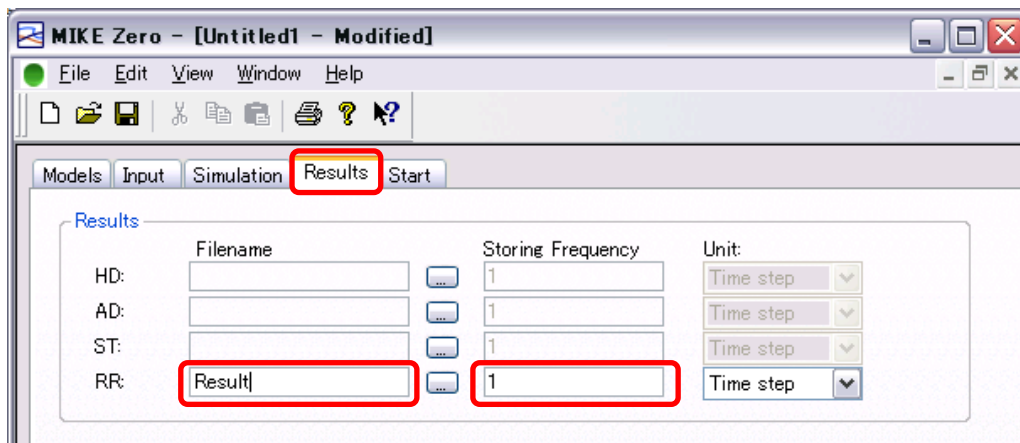 MIKE Zero - [Untitled1 - Modified]
File Edit View Window Help
Models Input Simulation Results Start
Results
Filename Storing Frequency Unit:
HD: ... 1 Time step
AD: ... 1 Time step
ST: ... 1 Time step
RR: Result ... 1 Time step